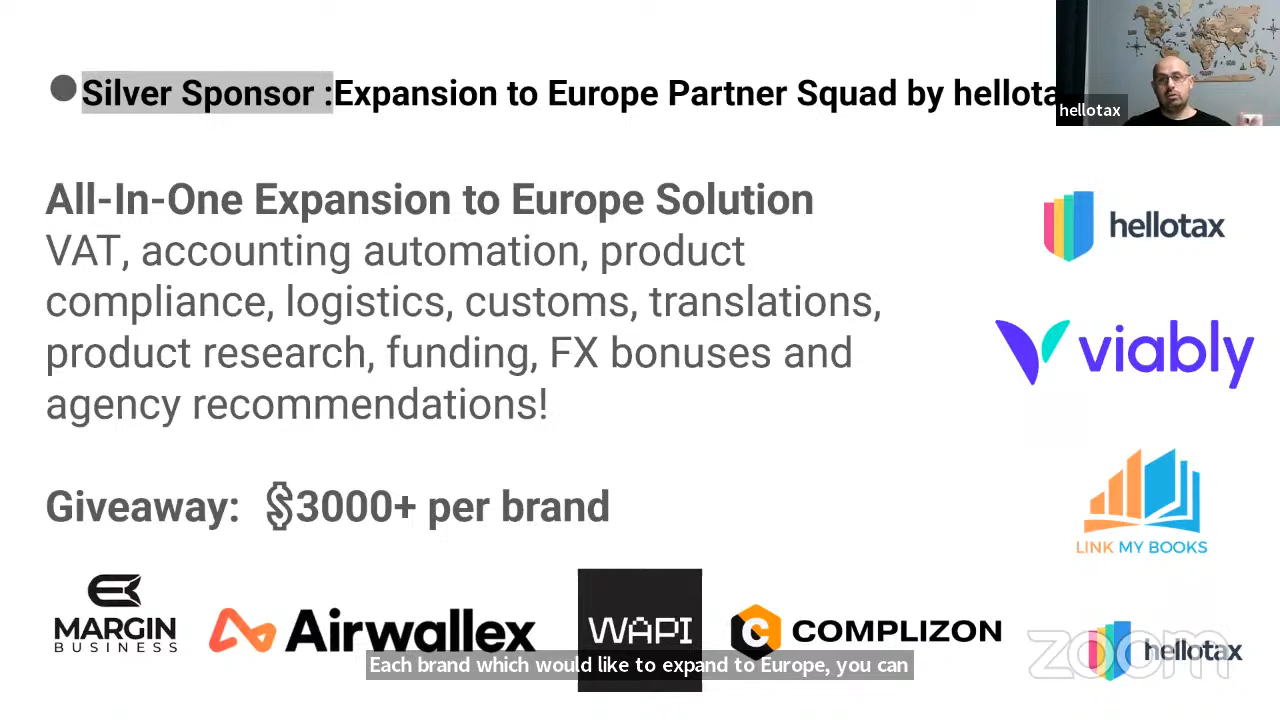 Silver Sponsor :Expansion to Europe Partner Squad by hellota
hellotax
All-In-One Expansion to Europe Solution
VAT, accounting automation, product
compliance, logistics, customs, translations,
product research, funding, FX bonuses and
agency recommendations!
Giveaway: $3000+ per brand
hellotax
viably
LINK MY BOOKS
MARGIN
BUSINESS
Airwallex
WAPI
COMPLIZON
hellotax
zoom
Each brand which would like to expand to Europe, you can